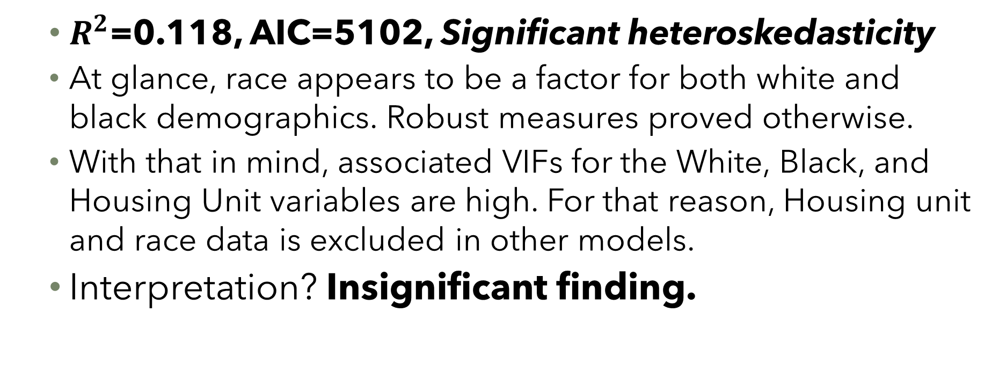 • R²=0.118, AIC=5102, Significant heteroskedasticity
• At glance, race appears to be a factor for both white and
black demographics. Robust measures proved otherwise.
• With that in mind, associated VIFs for the White, Black, and
Housing Unit variables are high. For that reason, Housing unit
and race data is excluded in other models.
• Interpretation? Insignificant finding.